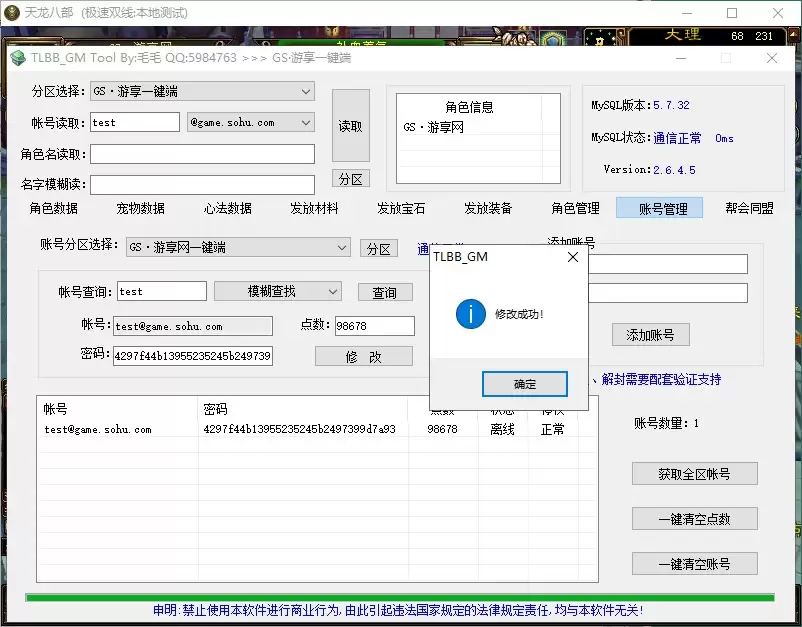 天龙八部 (极速双线:本地测试)
大理 68 231
TLBB_GM Tool By:毛毛 QQ:5984763 >>> GS·游享一键端
分区选择: GS·游享一键端
帐号读取: test @game.sohu.com 读取
角色名读取:
名字模糊读: 分区
角色信息
GS·游享网
MySQL版本:5.7.32
MySQL状态:通信正常 0ms
Version:2.6.4.5
角色数据 宠物数据 心法数据 发放材料 发放宝石 发放装备 角色管理 账号管理 帮会同盟
账号分区选择: GS·游享网一键端 分区
添加账号
帐号查询: test 模糊查找 查询
帐号: test@game.sohu.com 点数: 98678
密码: 4297f44b13955235245b249739 修 改
添加账号
TLBB_GM
修改成功!
确定
、解封需要配套验证支持
帐号 密码 点数 状态 停权
test@game.sohu.com 4297f44b13955235245b2497399d7a93 98678 离线 正常
账号数量: 1
获取全区帐号
一键清空点数
一键清空账号
申明:禁止使用本软件进行商业行为,由此引起违法国家规定的法律规定责任,均与本软件无关!